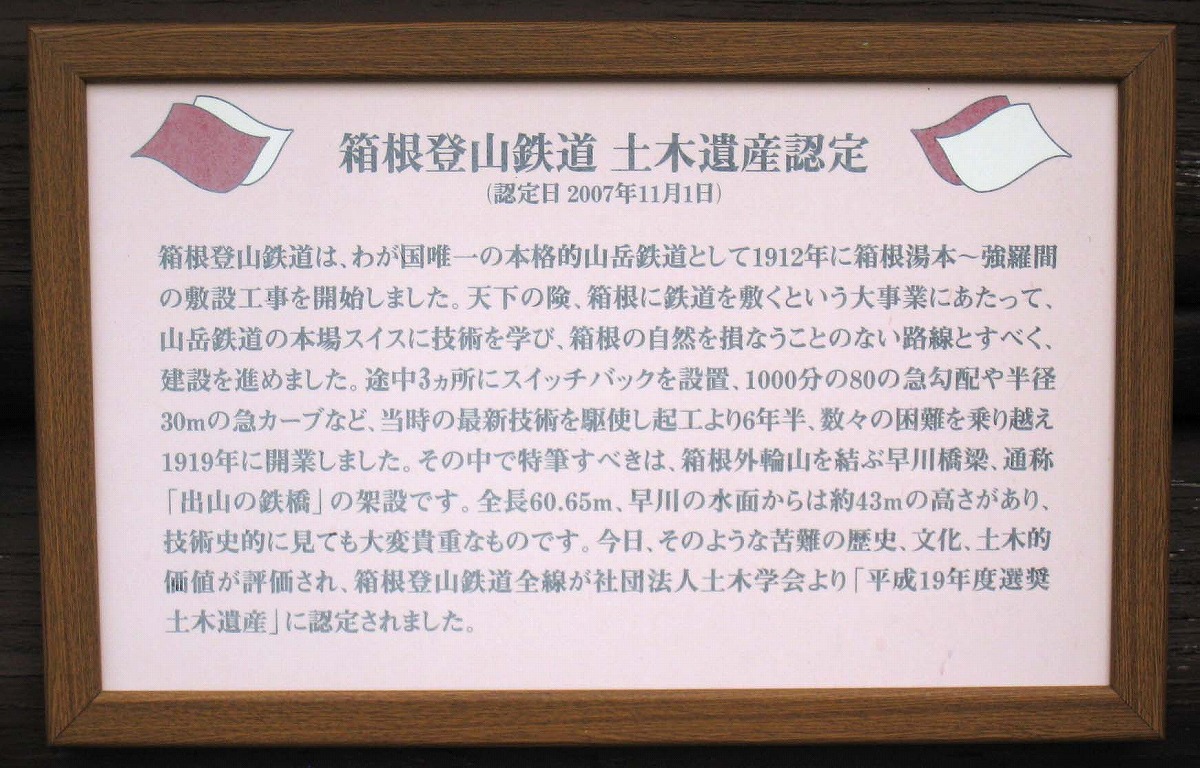 箱根登山鉄道 土木遺産認定
(認定日 2007年11月1日)
箱根登山鉄道は、わが国唯一の本格的山岳鉄道として1912年に箱根湯本～強羅間
の敷設工事を開始しました。天下の険、箱根に鉄道を敷くという大事業にあたって、
山岳鉄道の本場スイスに技術を学び、箱根の自然を損なうことのない路線とすべく、
建設を進めました。途中3ヵ所にスイッチバックを設置、1000分の80の急勾配や半径
30mの急カーブなど、当時の最新技術を駆使し起工より6年半、数々の困難を乗り越え
1919年に開業しました。その中で特筆すべきは、箱根外輪山を結ぶ早川橋梁、通称
「出山の鉄橋」の架設です。全長60.65m、早川の水面からは約43mの高さがあり、
技術史的に見ても大変貴重なものです。今日、そのような苦難の歴史、文化、土木的
価値が評価され、箱根登山鉄道全線が社団法人土木学会より「平成19年度選奨
土木遺産」に認定されました。